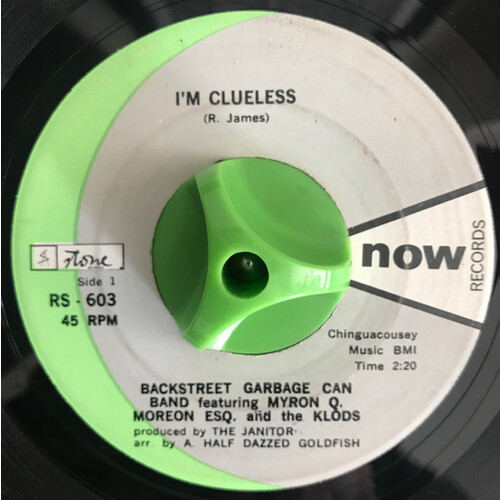 I'M CLUELESS
(R. James)
now
RECORDS
stone
Side 1
RS - 603
45 RPM
Chinguacousey
Music BMI
Time 2:20
BACKSTREET GARBAGE CAN
BAND featuring MYRON Q.
MOREON ESQ. and the KLODS
produced by THE JANITOR
arr. by A. HALF DAZZED GOLDFISH